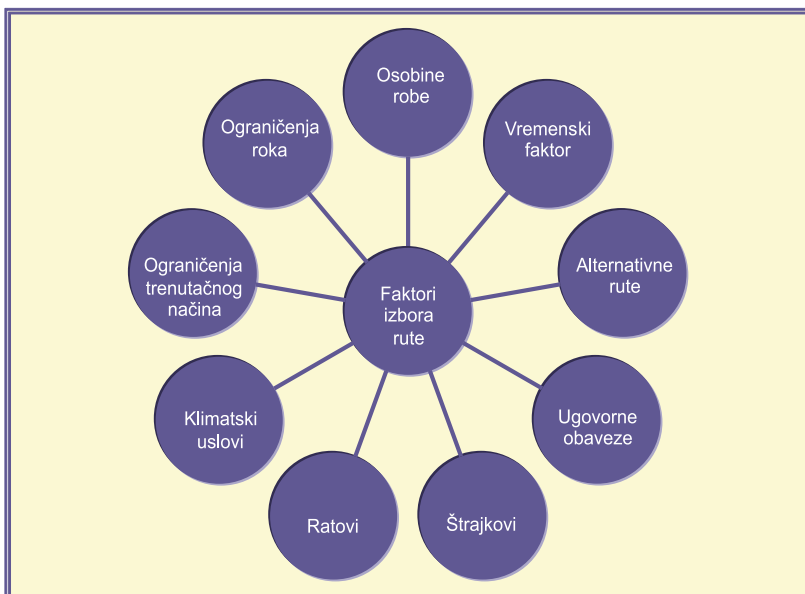 Osobine
robe
Vremenski
faktor
Alternativne
rute
Ugovorne
obaveze
Štrajkovi
Ratovi
Klimatski
uslovi
Ograničenja
trenutačnog
načina
Ograničenja
roka
Faktori
izbora
rute